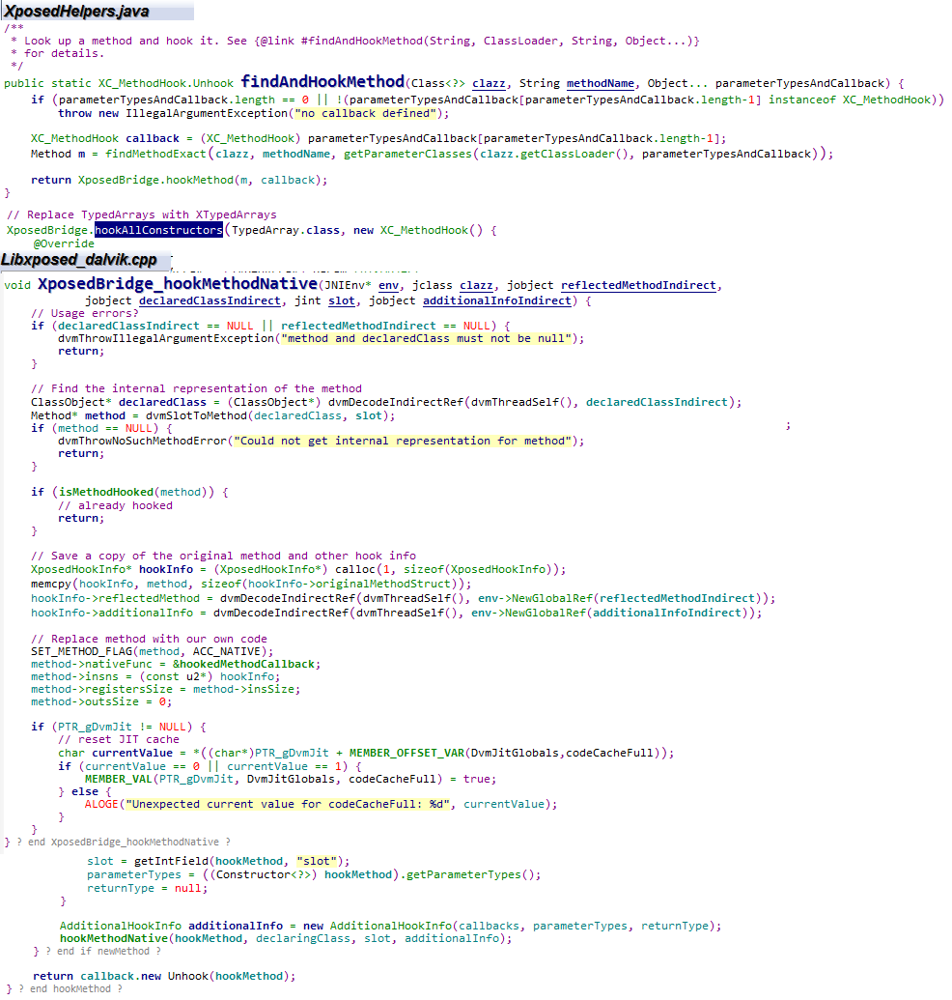 XposedHelpers.java
/**
 * Look up a method and hook it. See {@link #findAndHookMethod(String, ClassLoader, String, Object...)}
 * for details.
 */
public static XC_MethodHook.Unhook findAndHookMethod(Class<?> clazz, String methodName, Object... parameterTypesAndCallback) {
    if (parameterTypesAndCallback.length == 0 || !(parameterTypesAndCallback[parameterTypesAndCallback.length-1] instanceof XC_MethodHook))
        throw new IllegalArgumentException("no callback defined");

    XC_MethodHook callback = (XC_MethodHook) parameterTypesAndCallback[parameterTypesAndCallback.length-1];
    Method m = findMethodExact(clazz, methodName, getParameterClasses(clazz.getClassLoader(), parameterTypesAndCallback));

    return XposedBridge.hookMethod(m, callback);
}
// Replace TypedArrays with XTypedArrays
XposedBridge.hookAllConstructors(TypedArray.class, new XC_MethodHook() {
    @Override
Libxposed_dalvik.cpp
void XposedBridge_hookMethodNative(JNIEnv* env, jclass clazz, jobject reflectedMethodIndirect,
            jobject declaredClassIndirect, jint slot, jobject additionalInfoIndirect) {
    // Usage errors?
    if (declaredClassIndirect == NULL || reflectedMethodIndirect == NULL) {
        dvmThrowIllegalArgumentException("method and declaredClass must not be null");
        return;
    }

    // Find the internal representation of the method
    ClassObject* declaredClass = (ClassObject*) dvmDecodeIndirectRef(dvmThreadSelf(), declaredClassIndirect);
    Method* method = dvmSlotToMethod(declaredClass, slot);
    if (method == NULL) {
;
        dvmThrowNoSuchMethodError("Could not get internal representation for method");
        return;
    }

    if (isMethodHooked(method)) {
        // already hooked
        return;
    }

    // Save a copy of the original method and other hook info
    XposedHookInfo* hookInfo = (XposedHookInfo*) calloc(1, sizeof(XposedHookInfo));
    memcpy(hookInfo, method, sizeof(hookInfo->originalMethodStruct));
    hookInfo->reflectedMethod = dvmDecodeIndirectRef(dvmThreadSelf(), env->NewGlobalRef(reflectedMethodIndirect));
    hookInfo->additionalInfo = dvmDecodeIndirectRef(dvmThreadSelf(), env->NewGlobalRef(additionalInfoIndirect));

    // Replace method with our own code
    SET_METHOD_FLAG(method, ACC_NATIVE);
    method->nativeFunc = &hookedMethodCallback;
    method->insns = (const u2*) hookInfo;
    method->registersSize = method->insSize;
    method->outsSize = 0;

    if (PTR_gDvmJit != NULL) {
        // reset JIT cache
        char currentValue = *((char*)PTR_gDvmJit + MEMBER_OFFSET_VAR(DvmJitGlobals,codeCacheFull));
        if (currentValue == 0 || currentValue == 1) {
            MEMBER_VAL(PTR_gDvmJit, DvmJitGlobals, codeCacheFull) = true;
        } else {
            ALOGE("Unexpected current value for codeCacheFull: %d", currentValue);
        }
    }
} ? end XposedBridge_hookMethodNative ?
            slot = getIntField(hookMethod, "slot");
            parameterTypes = ((Constructor<?>) hookMethod).getParameterTypes();
            returnType = null;
        }

        AdditionalHookInfo additionalInfo = new AdditionalHookInfo(callbacks, parameterTypes, returnType);
        hookMethodNative(hookMethod, declaringClass, slot, additionalInfo);
    } ? end if newMethod ?

    return callback.new Unhook(hookMethod);
} ? end hookMethod ?